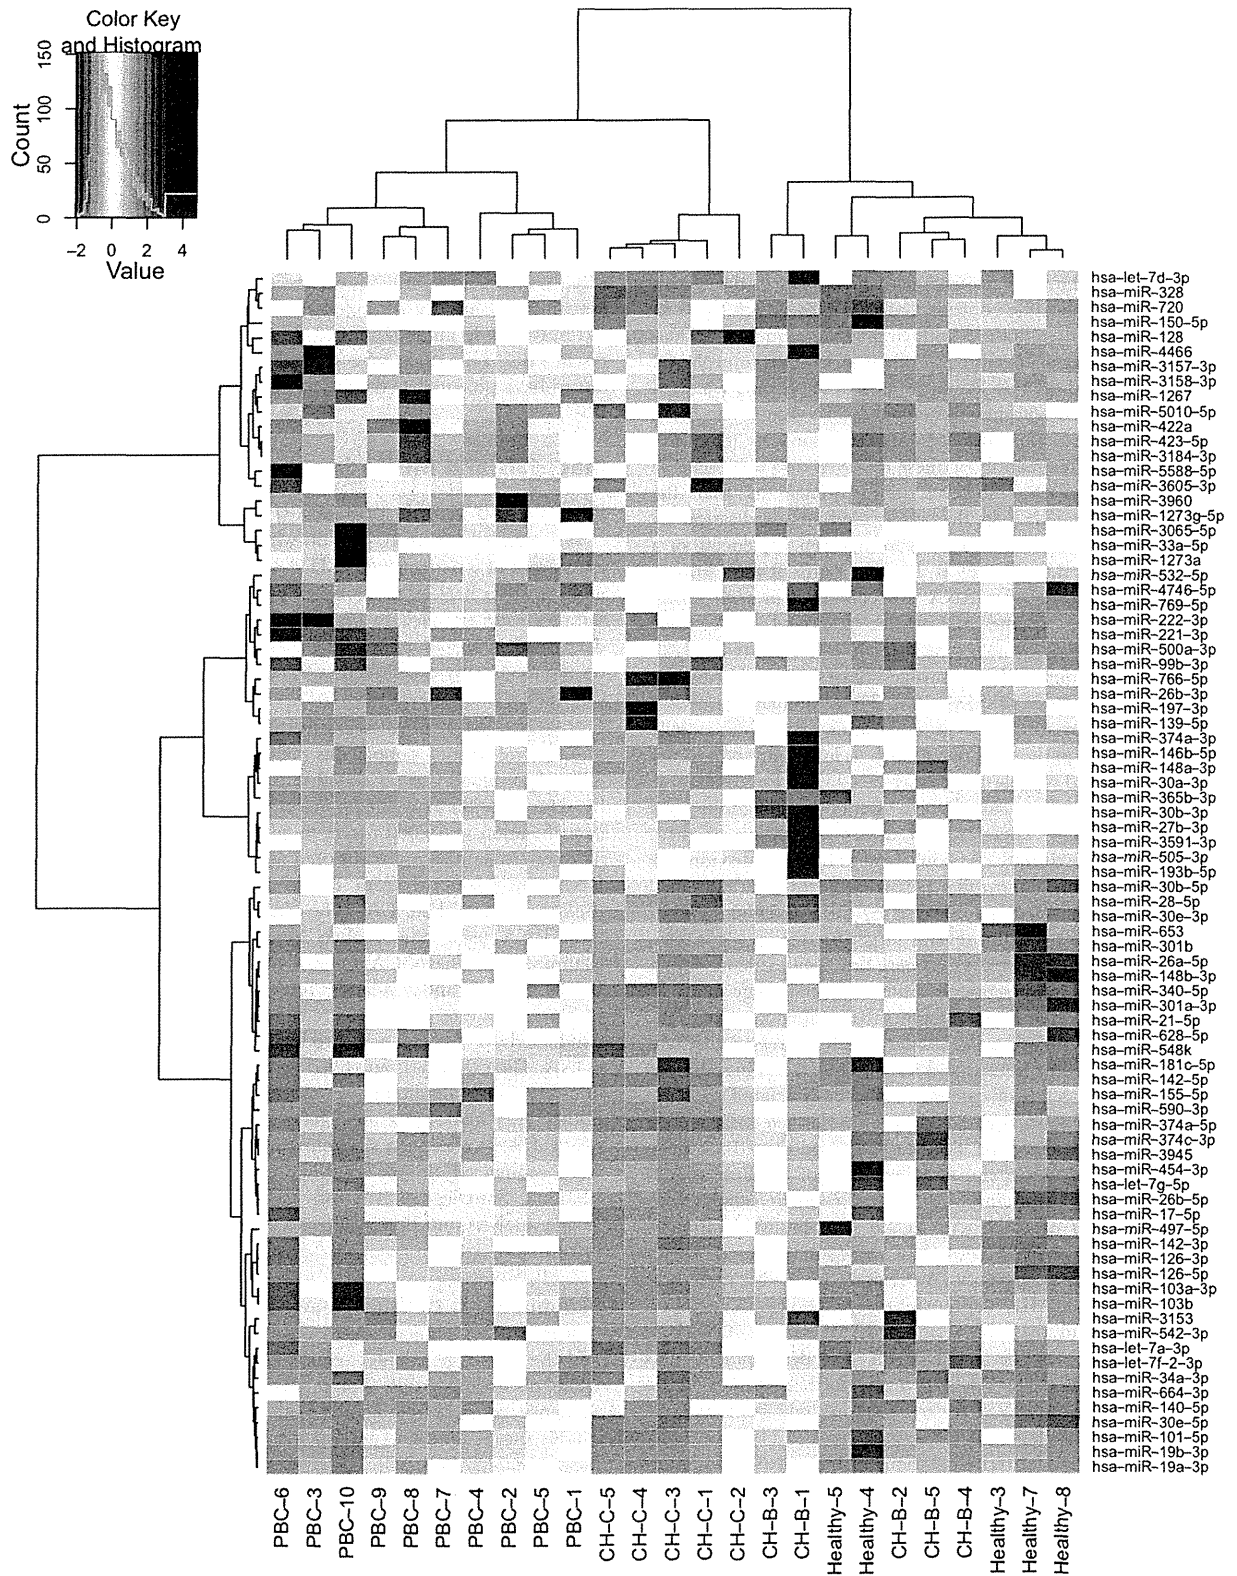 Color Key
and Histogram
150
100
50
0
Count
−2 0 2 4
Value
hsa−let−7d−3p
hsa−miR−328
hsa−miR−720
hsa−miR−150−5p
hsa−miR−128
hsa−miR−4466
hsa−miR−3157−3p
hsa−miR−3158−3p
hsa−miR−1267
hsa−miR−5010−5p
hsa−miR−422a
hsa−miR−423−5p
hsa−miR−3184−3p
hsa−miR−5588−5p
hsa−miR−3605−3p
hsa−miR−3960
hsa−miR−1273g−5p
hsa−miR−3065−5p
hsa−miR−33a−5p
hsa−miR−1273a
hsa−miR−532−5p
hsa−miR−4746−5p
hsa−miR−769−5p
hsa−miR−222−3p
hsa−miR−221−3p
hsa−miR−500a−3p
hsa−miR−99b−3p
hsa−miR−766−5p
hsa−miR−26b−3p
hsa−miR−197−3p
hsa−miR−139−5p
hsa−miR−374a−3p
hsa−miR−146b−5p
hsa−miR−148a−3p
hsa−miR−30a−3p
hsa−miR−365b−3p
hsa−miR−30b−3p
hsa−miR−27b−3p
hsa−miR−3591−3p
hsa−miR−505−3p
hsa−miR−193b−5p
hsa−miR−30b−5p
hsa−miR−28−5p
hsa−miR−30e−3p
hsa−miR−653
hsa−miR−301b
hsa−miR−26a−5p
hsa−miR−148b−3p
hsa−miR−340−5p
hsa−miR−301a−3p
hsa−miR−21−5p
hsa−miR−628−5p
hsa−miR−548k
hsa−miR−181c−5p
hsa−miR−142−5p
hsa−miR−155−5p
hsa−miR−590−3p
hsa−miR−374a−5p
hsa−miR−374c−3p
hsa−miR−3945
hsa−miR−454−3p
hsa−let−7g−5p
hsa−miR−26b−5p
hsa−miR−17−5p
hsa−miR−497−5p
hsa−miR−142−3p
hsa−miR−126−3p
hsa−miR−126−5p
hsa−miR−103a−3p
hsa−miR−103b
hsa−miR−3153
hsa−miR−542−3p
hsa−let−7a−3p
hsa−let−7f−2−3p
hsa−miR−34a−3p
hsa−miR−664−3p
hsa−miR−140−5p
hsa−miR−30e−5p
hsa−miR−101−5p
hsa−miR−19b−3p
hsa−miR−19a−3p
PBC−6
PBC−3
PBC−10
PBC−9
PBC−8
PBC−7
PBC−4
PBC−2
PBC−5
PBC−1
CH−C−5
CH−C−4
CH−C−3
CH−C−1
CH−C−2
CH−B−3
CH−B−1
Healthy−5
Healthy−4
CH−B−2
CH−B−5
CH−B−4
Healthy−3
Healthy−7
Healthy−8